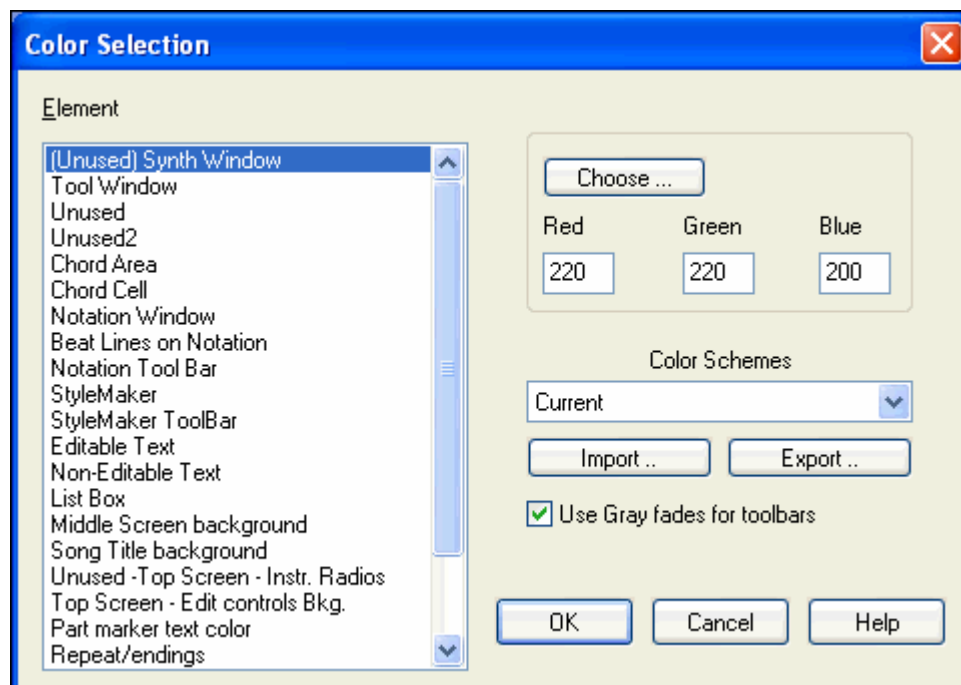 Color Selection
Element
(Unused) Synth Window
Tool Window
Unused
Unused2
Chord Area
Chord Cell
Notation Window
Beat Lines on Notation
Notation Tool Bar
StyleMaker
StyleMaker ToolBar
Editable Text
Non-Editable Text
List Box
Middle Screen background
Song Title background
Unused -Top Screen - Instr. Radios
Top Screen - Edit controls Bkg.
Part marker text color
Repeat/endings
Choose ...
Red Green Blue
220 220 200
Color Schemes
Current
Import .. Export ..
Use Gray fades for toolbars
OK Cancel Help